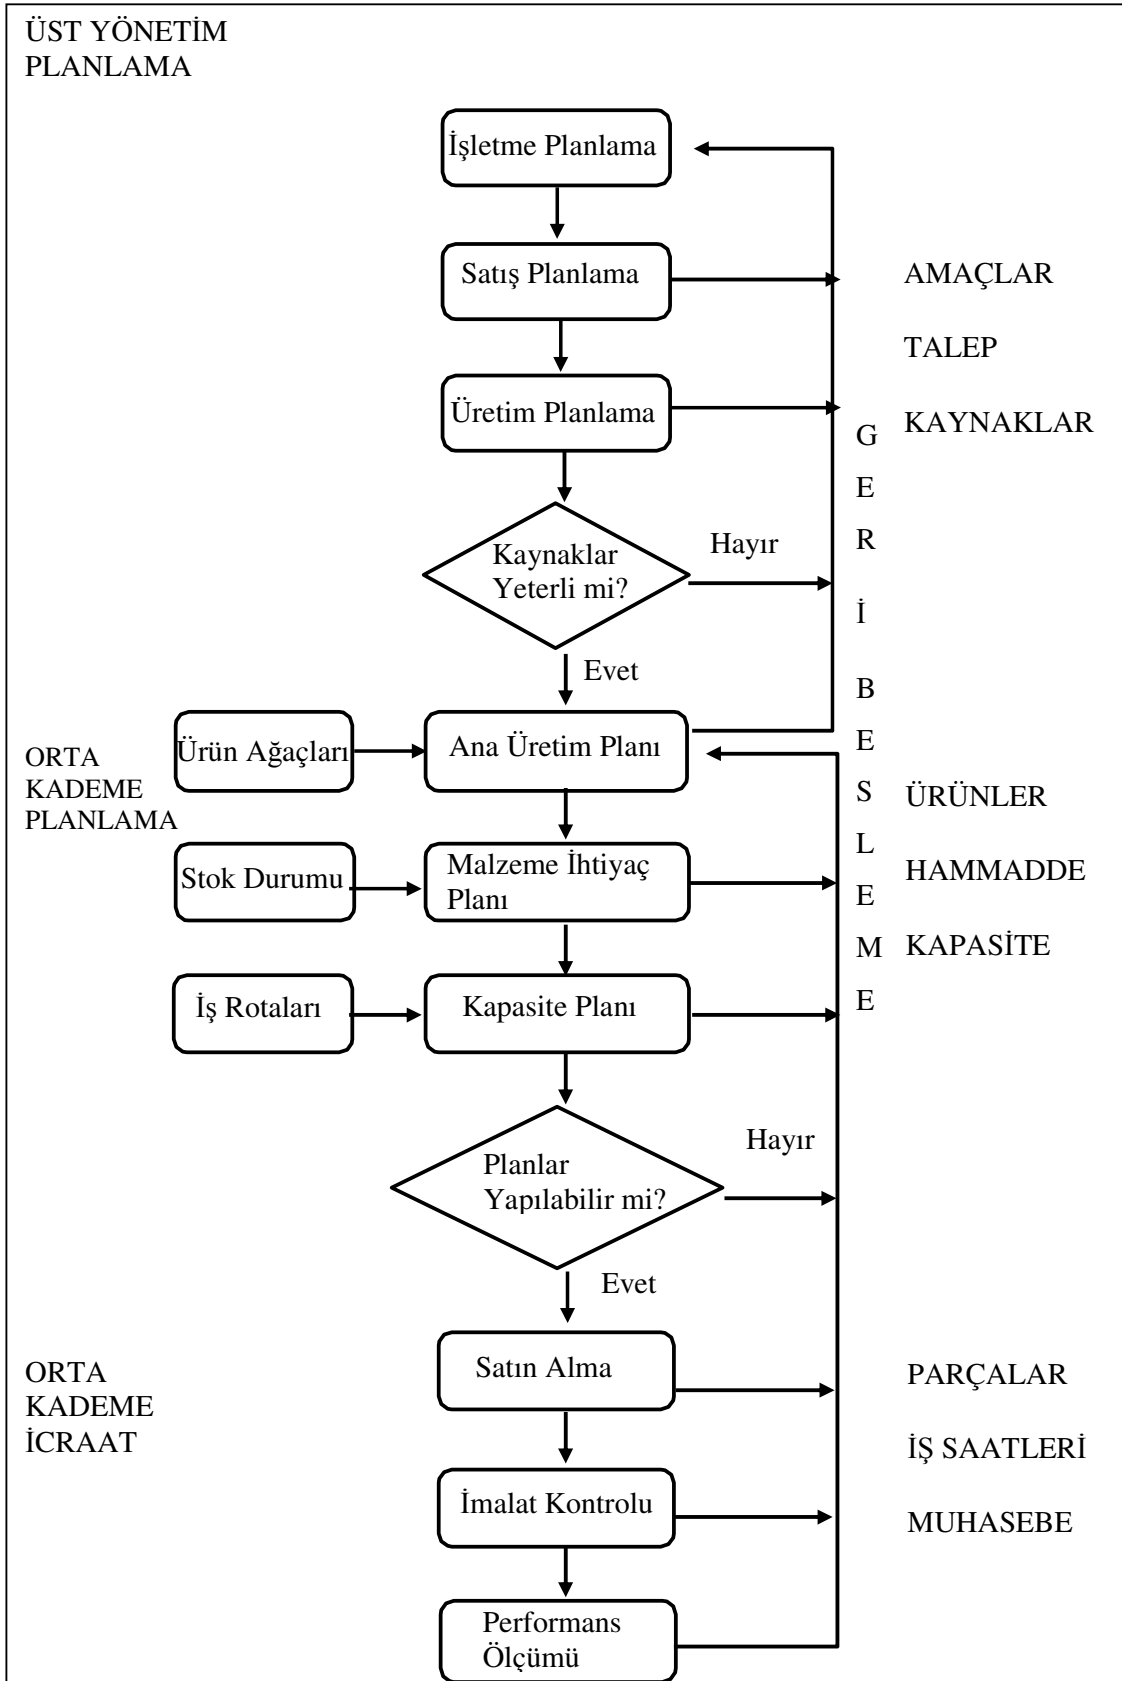 ÜST YÖNETİM
PLANLAMA
İşletme Planlama
Satış Planlama
AMAÇLAR
TALEP
Üretim Planlama
KAYNAKLAR
Kaynaklar
Yeterli mi?
Hayır
Evet
GERİ BESLEME
ORTA
KADEME
PLANLAMA
Ürün Ağaçları
Ana Üretim Planı
ÜRÜNLER
Stok Durumu
Malzeme İhtiyaç
Planı
HAMMADDE
İş Rotaları
Kapasite Planı
KAPASİTE
Planlar
Yapılabilir mi?
Hayır
Evet
ORTA
KADEME
İCRAAT
Satın Alma
PARÇALAR
İmalat Kontrolu
İŞ SAATLERİ
MUHASEBE
Performans
Ölçümü